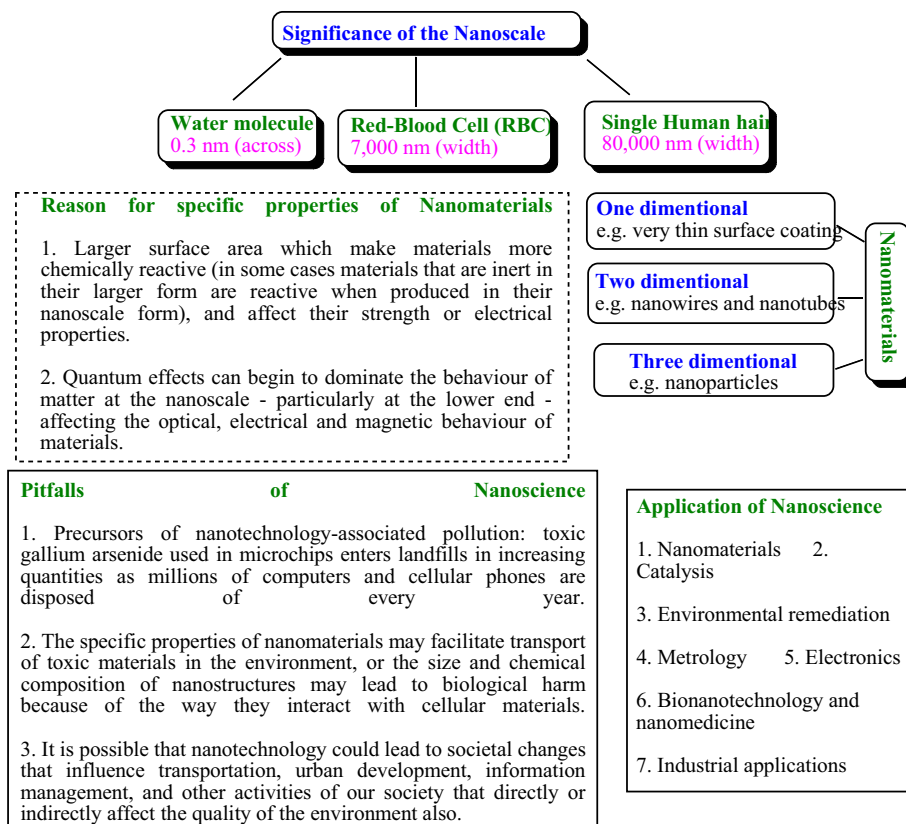 Significance of the Nanoscale
Water molecule
0.3 nm (across)
Red-Blood Cell (RBC)
7,000 nm (width)
Single Human hair
80,000 nm (width)
Reason for specific properties of Nanomaterials
1. Larger surface area which make materials more
chemically reactive (in some cases materials that are inert in
their larger form are reactive when produced in their
nanoscale form), and affect their strength or electrical
properties.
2. Quantum effects can begin to dominate the behaviour of
matter at the nanoscale - particularly at the lower end -
affecting the optical, electrical and magnetic behaviour of
materials.
One dimentional
e.g. very thin surface coating
Two dimentional
e.g. nanowires and nanotubes
Three dimentional
e.g. nanoparticles
Nanomaterials
Pitfalls of Nanoscience
1. Precursors of nanotechnology-associated pollution: toxic
gallium arsenide used in microchips enters landfills in increasing
quantities as millions of computers and cellular phones are
disposed of every year.
2. The specific properties of nanomaterials may facilitate transport
of toxic materials in the environment, or the size and chemical
composition of nanostructures may lead to biological harm
because of the way they interact with cellular materials.
3. It is possible that nanotechnology could lead to societal changes
that influence transportation, urban development, information
management, and other activities of our society that directly or
indirectly affect the quality of the environment also.
Application of Nanoscience
1. Nanomaterials 2.
Catalysis
3. Environmental remediation
4. Metrology 5. Electronics
6. Bionanotechnology and
nanomedicine
7. Industrial applications